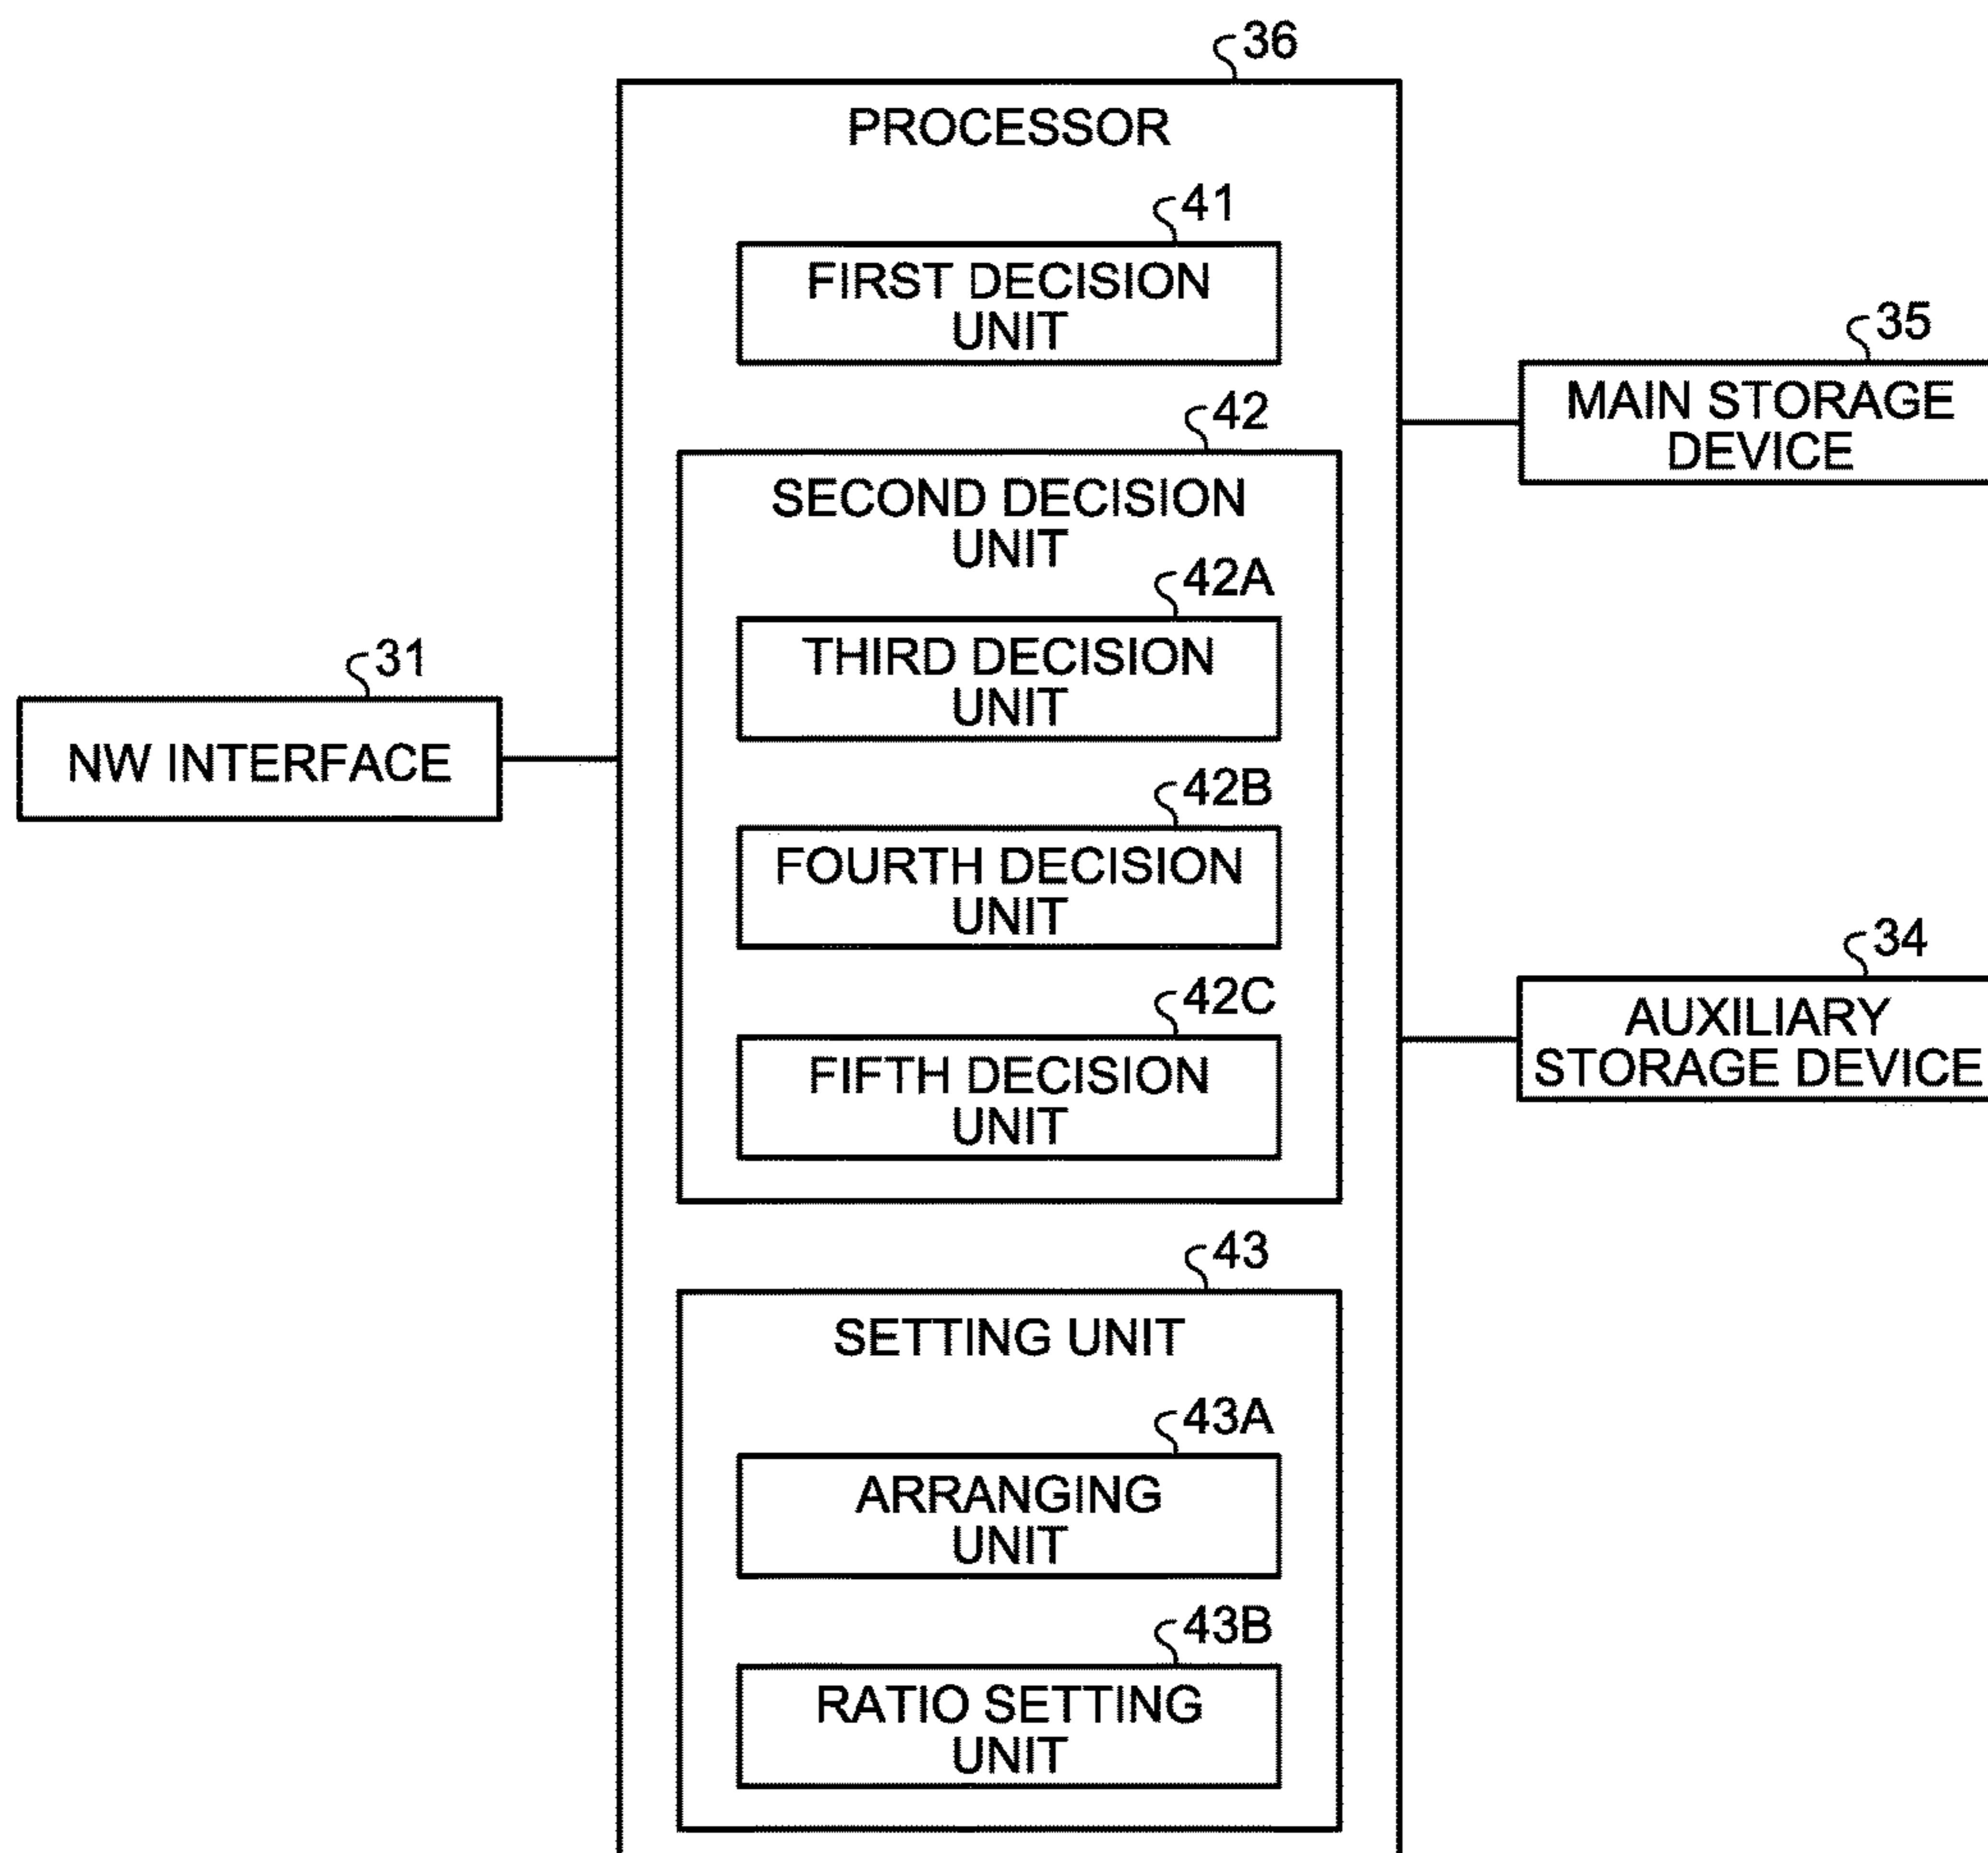 36
PROCESSOR
41
FIRST DECISION
UNIT
42
SECOND DECISION
UNIT
42A
THIRD DECISION
UNIT
42B
FOURTH DECISION
UNIT
42C
FIFTH DECISION
UNIT
43
SETTING UNIT
43A
ARRANGING
UNIT
43B
RATIO SETTING
UNIT
31
NW INTERFACE
35
MAIN STORAGE
DEVICE
34
AUXILIARY
STORAGE DEVICE